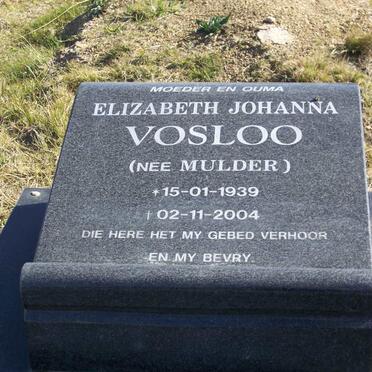 MOEDER EN OUMA
ELIZABETH JOHANNA
VOSLOO
(NÉE MULDER)
*15-01-1939
†02-11-2004
DIE HERE HET MY GEBED VERHOOR
EN MY BEVRY.